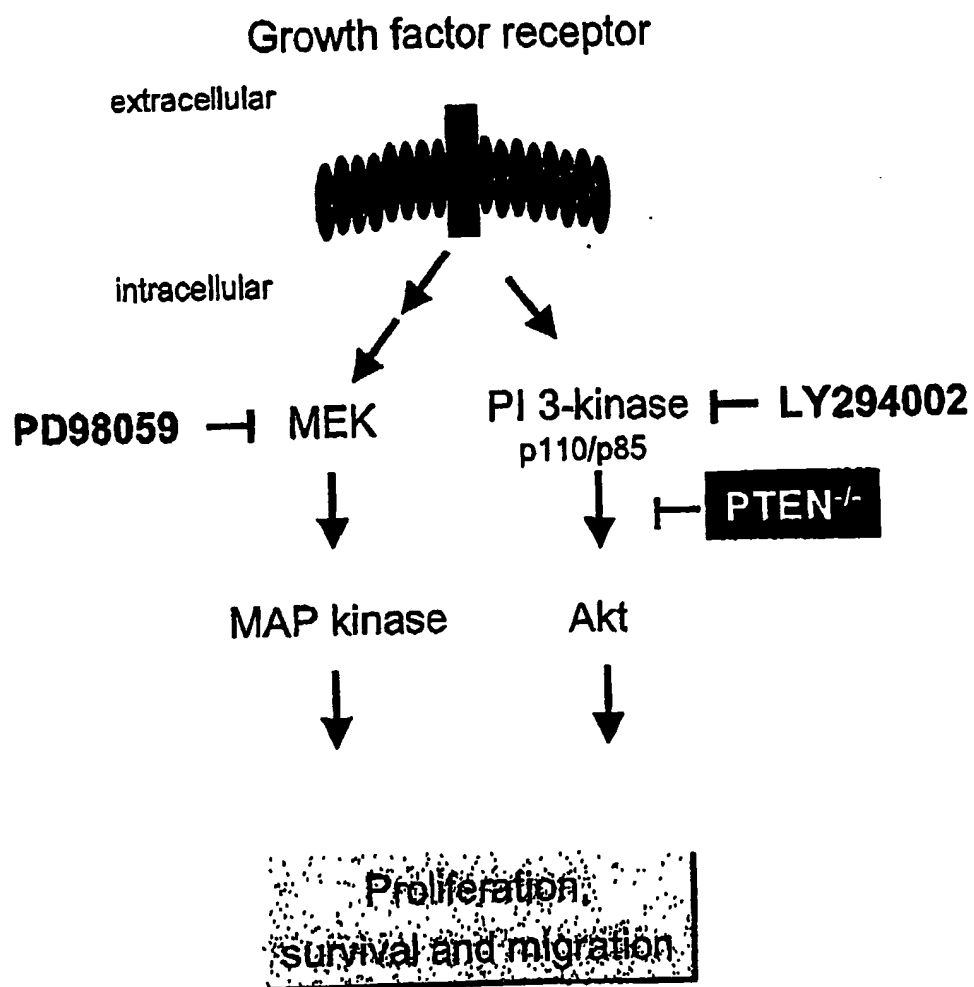 Growth factor receptor
extracellular
intracellular
PD98059 MEK PI 3-kinase LY294002
p110/p85
PTEN-/-
MAP kinase Akt
Proliferation,
survival and migration